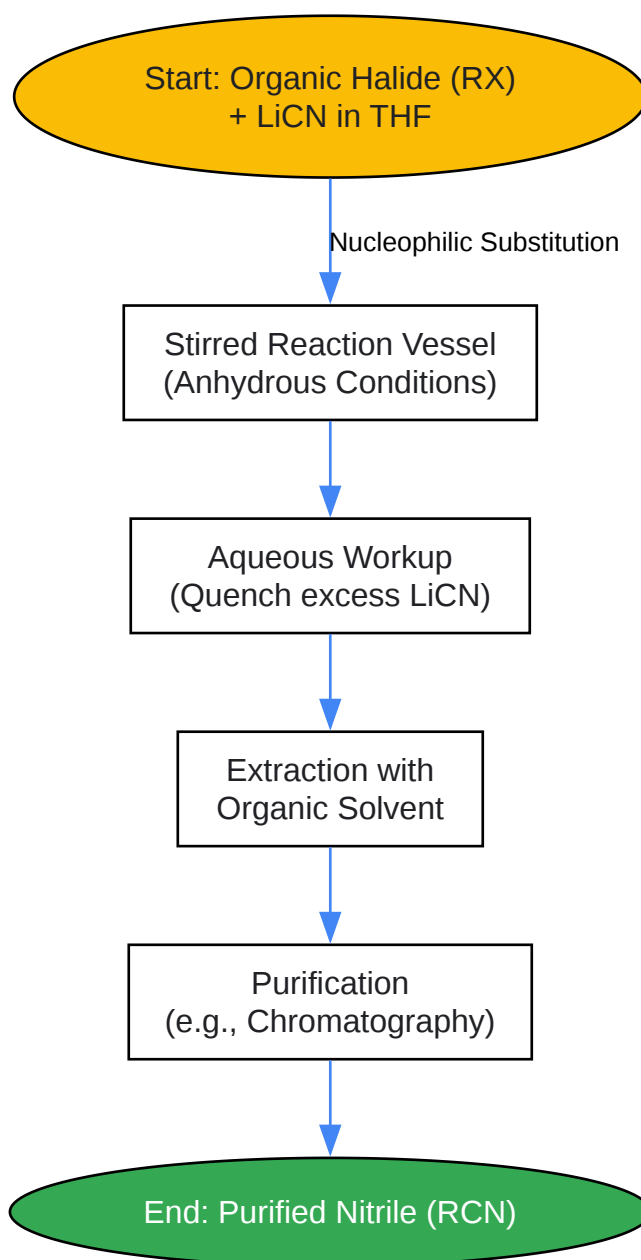 Start: Organic Halide (RX)
+ LiCN in THF
Nucleophilic Substitution
Stirred Reaction Vessel
(Anhydrous Conditions)
Aqueous Workup
(Quench excess LiCN)
Extraction with
Organic Solvent
Purification
(e.g., Chromatography)
End: Purified Nitrile (RCN)